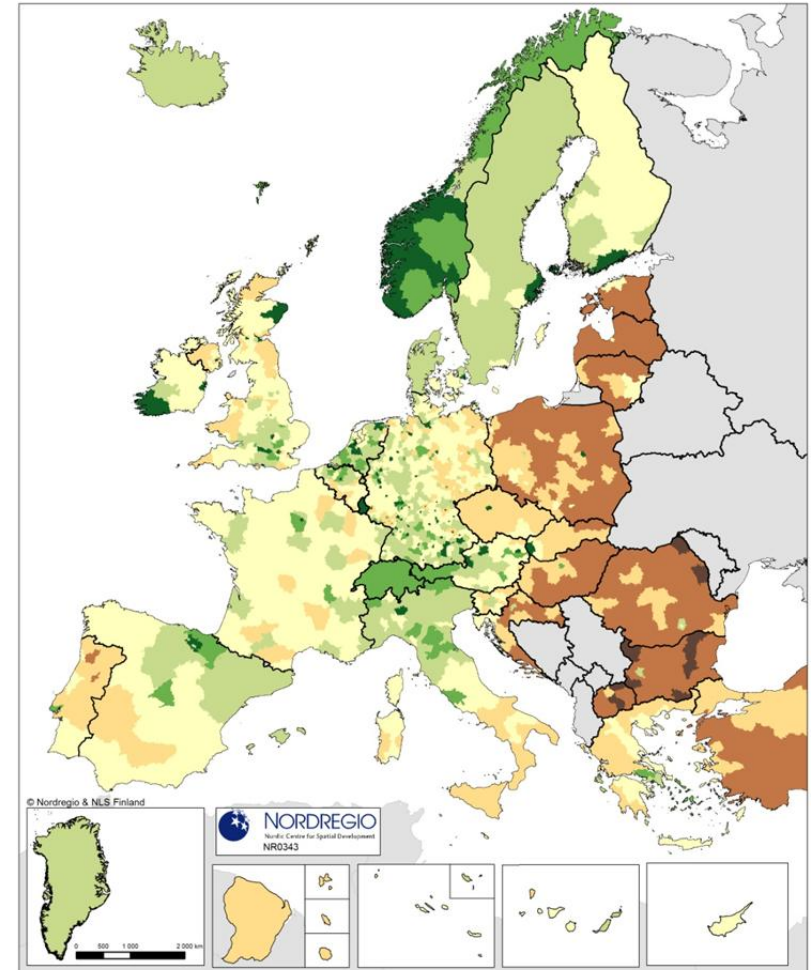 © Nordregio & NLS Finland
NORDREGIO
Nordic Centre for Spatial Development
NR0343
0 500 1 000 2 000 km